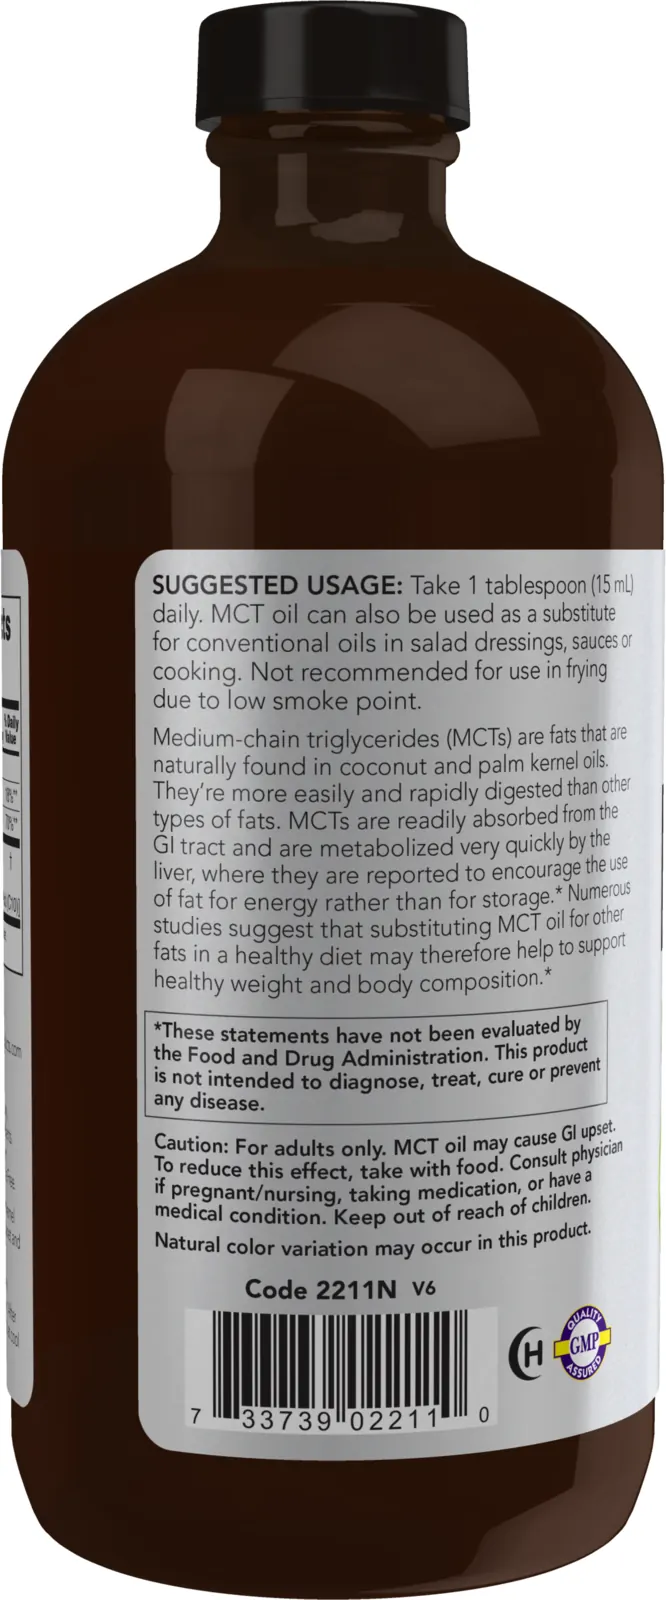 SUGGESTED USAGE: Take 1 tablespoon (15 mL)
daily. MCT oil can also be used as a substitute
for conventional oils in salad dressings, sauces or
cooking. Not recommended for use in frying
due to low smoke point.
Medium-chain triglycerides (MCTs) are fats that are
naturally found in coconut and palm kernel oils.
They're more easily and rapidly digested than other
types of fats. MCTs are readily absorbed from the
GI tract and are metabolized very quickly by the
liver, where they are reported to encourage the use
of fat for energy rather than for storage.* Numerous
studies suggest that substituting MCT oil for other
fats in a healthy diet may therefore help to support
healthy weight and body composition.*
*These statements have not been evaluated by
the Food and Drug Administration. This product
is not intended to diagnose, treat, cure or prevent
any disease.
Caution: For adults only. MCT oil may cause GI upset.
To reduce this effect, take with food. Consult physician
if pregnant/nursing, taking medication, or have a
medical condition. Keep out of reach of children.
Natural color variation may occur in this product.
Code 2211N V6
7 33739 02211 0
CH
QUALITY
GMP
ASSURED
% Daily
Value